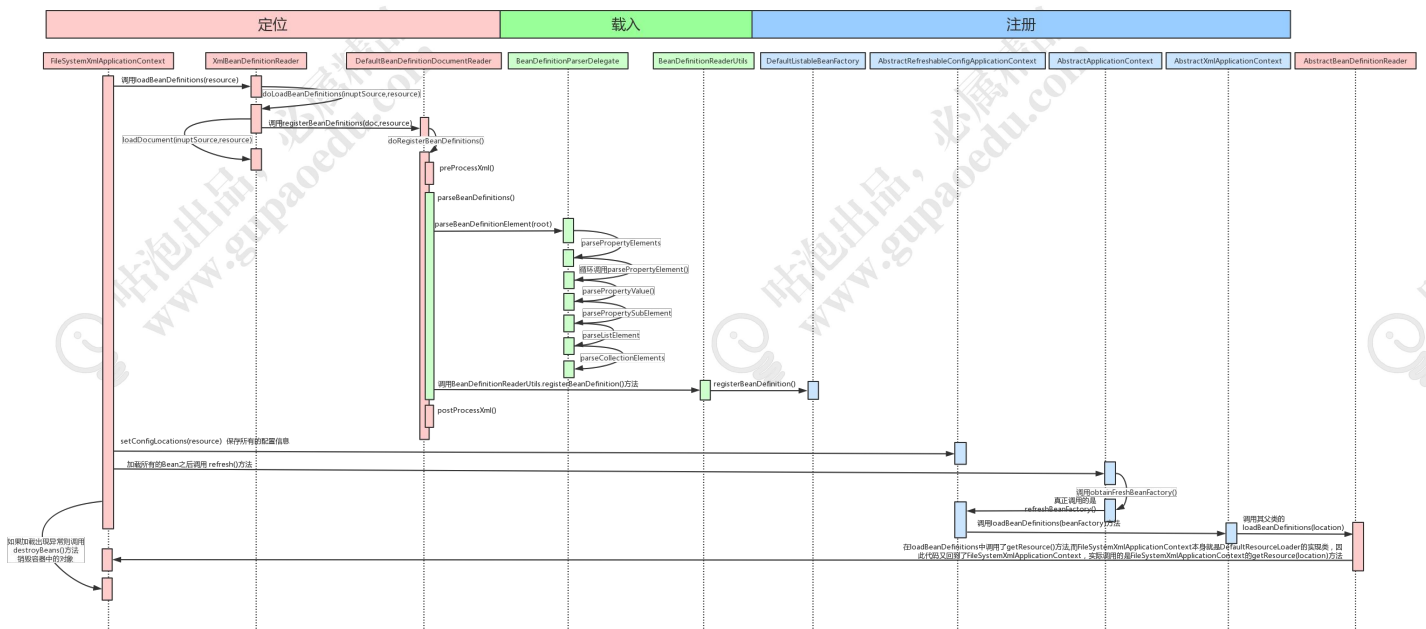 定位
载入
注册
FileSystemXmlApplicationContext
XmlBeanDefinitionReader
DefaultBeanDefinitionDocumentReader
BeanDefinitionParserDelegate
BeanDefinitionReaderUtils
DefaultListableBeanFactory
AbstractRefreshableConfigApplicationContext
AbstractApplicationContext
AbstractXmlApplicationContext
AbstractBeanDefinitionReader
调用loadBeanDefinitions(resource)
doLoadBeanDefinitions(inuptSource,resource)
调用registerBeanDefinitions(doc,resource)
loadDocument(inuptSource,resource)
doRegisterBeanDefinitions()
preProcessXml()
parseBeanDefinitions()
parseBeanDefinitionElement(root)
parsePropertyElements
循环调用parsePropertyElement()
parsePropertyValue()
parsePropertySubElement
parseListElement
parseCollectionElements
调用BeanDefinitionReaderUtils.registerBeanDefinition()方法
registerBeanDefinition()
postProcessXml()
setConfigLocations(resource) 保存所有的配置信息
加载所有的Bean之后调用 refresh()方法
调用obtainFreshBeanFactory()
真正调用的是
refreshBeanFactory()
调用loadBeanDefinitions(beanFactory)方法
调用其父类的
loadBeanDefinitions(location)
如果加载出现异常则调用
destroyBeans()方法
销毁容器中的对象
在loadBeanDefinitions中调用了getResource()方法,而FileSystemXmlApplicationContext本身就是DefaultResourceLoader的实现类，因
此代码又回到了FileSystemXmlApplicationContext，实际调用的是FileSystemXmlApplicationContext的getResource(location)方法
咕泡出品，必属精品
www.gupaoedu.com
咕泡出品，必属精品
www.gupaoedu.com